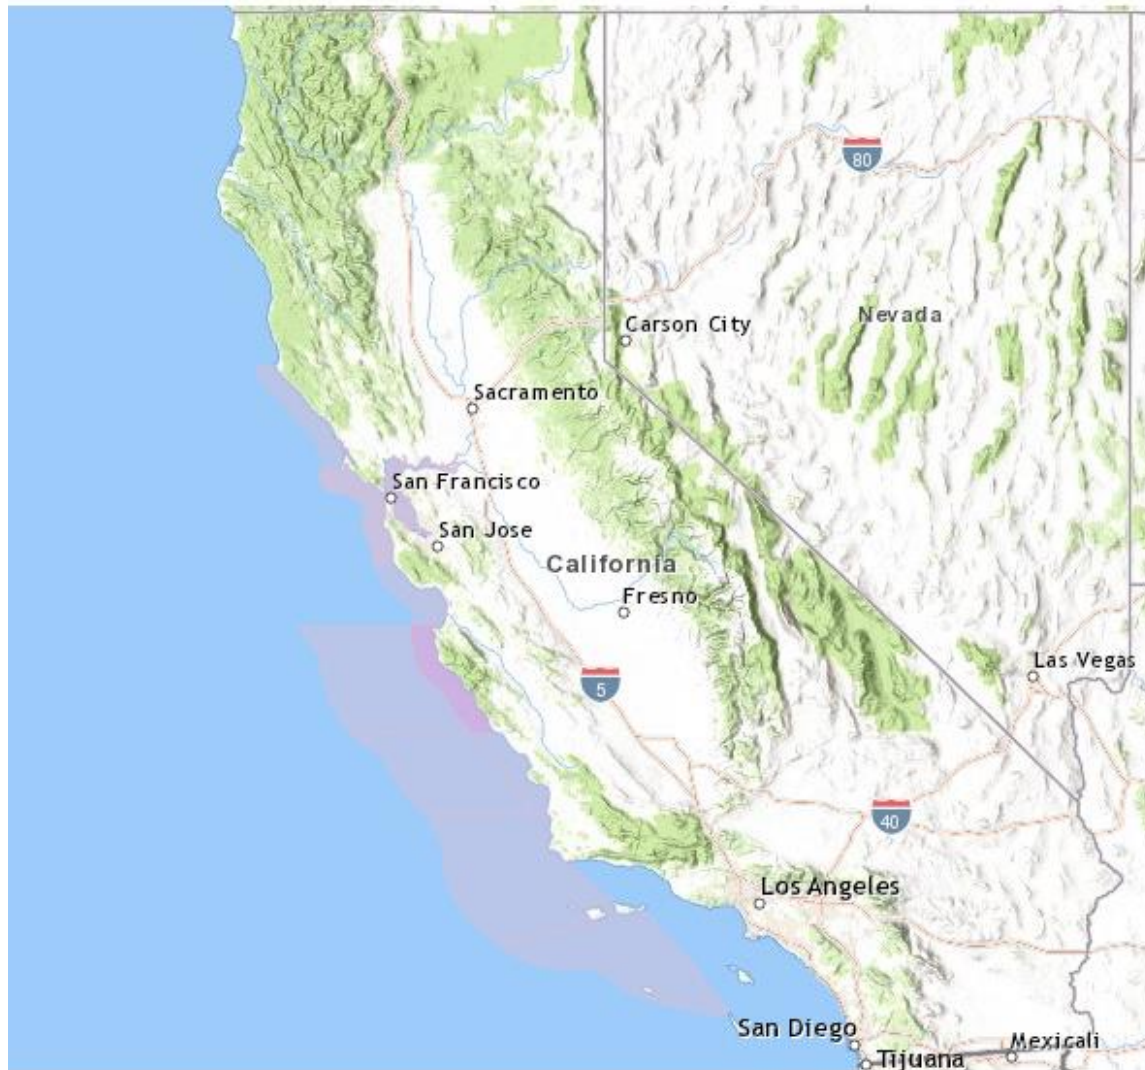 80
Carson City
Nevada
Sacramento
San Francisco
San Jose
California
Fresno
Las Vegas
5
40
Los Angeles
San Diego
Mexicali
Tijuana